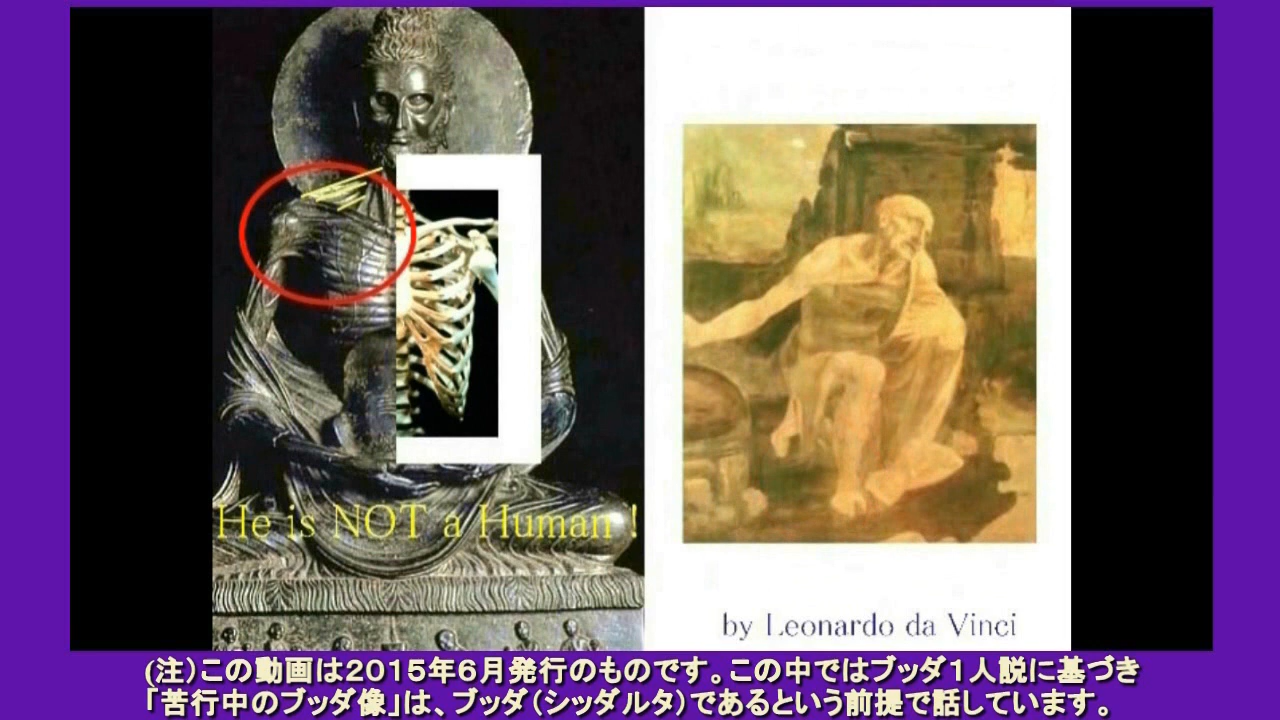 He is NOT a Human !
by Leonardo da Vinci
(注)この動画は2015年6月発行のものです。この中ではブッダ1人説に基づき
「苦行中のブッダ像」は、ブッダ(シッダルタ)であるという前提で話しています。